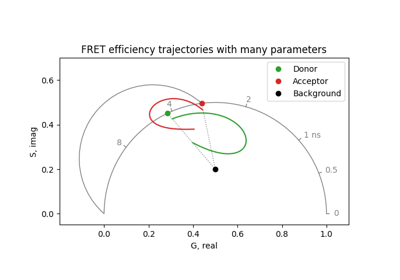 FRET efficiency trajectories with many parameters
Donor
Acceptor
Background
S, imag
0.6
0.4
0.2
0.0
8
4
2
1 ns
0.5
0
0.0 0.2 0.4 0.6 0.8 1.0
G, real